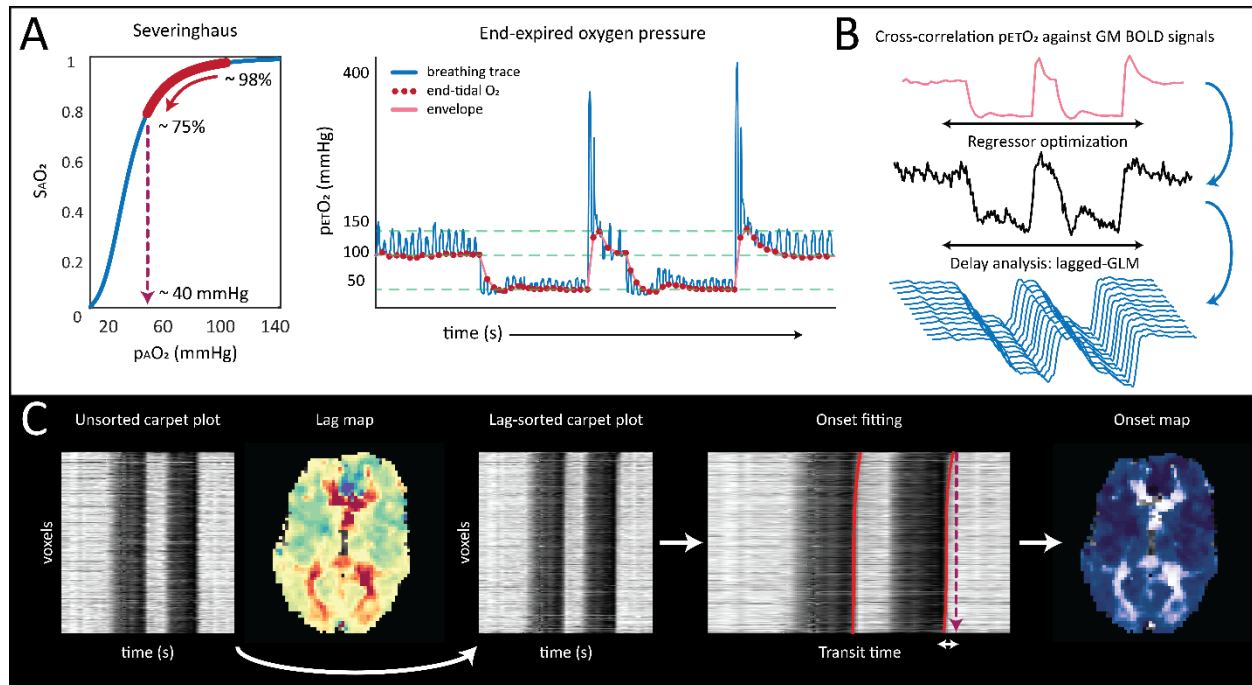 A
Severinghaus
1
0.8
0.6
0.4
0.2
0
SAO₂
~ 98%
~ 75%
~ 40 mmHg
20 60 100 140
pAO₂ (mmHg)
End-expired oxygen pressure
400
150
100
50
pETO₂ (mmHg)
breathing trace
end-tidal O₂
envelope
time (s)
B
Cross-correlation pETO₂ against GM BOLD signals
Regressor optimization
Delay analysis: lagged-GLM
C
Unsorted carpet plot
voxels
time (s)
Lag map
Lag-sorted carpet plot
voxels
time (s)
Onset fitting
Transit time
Onset map